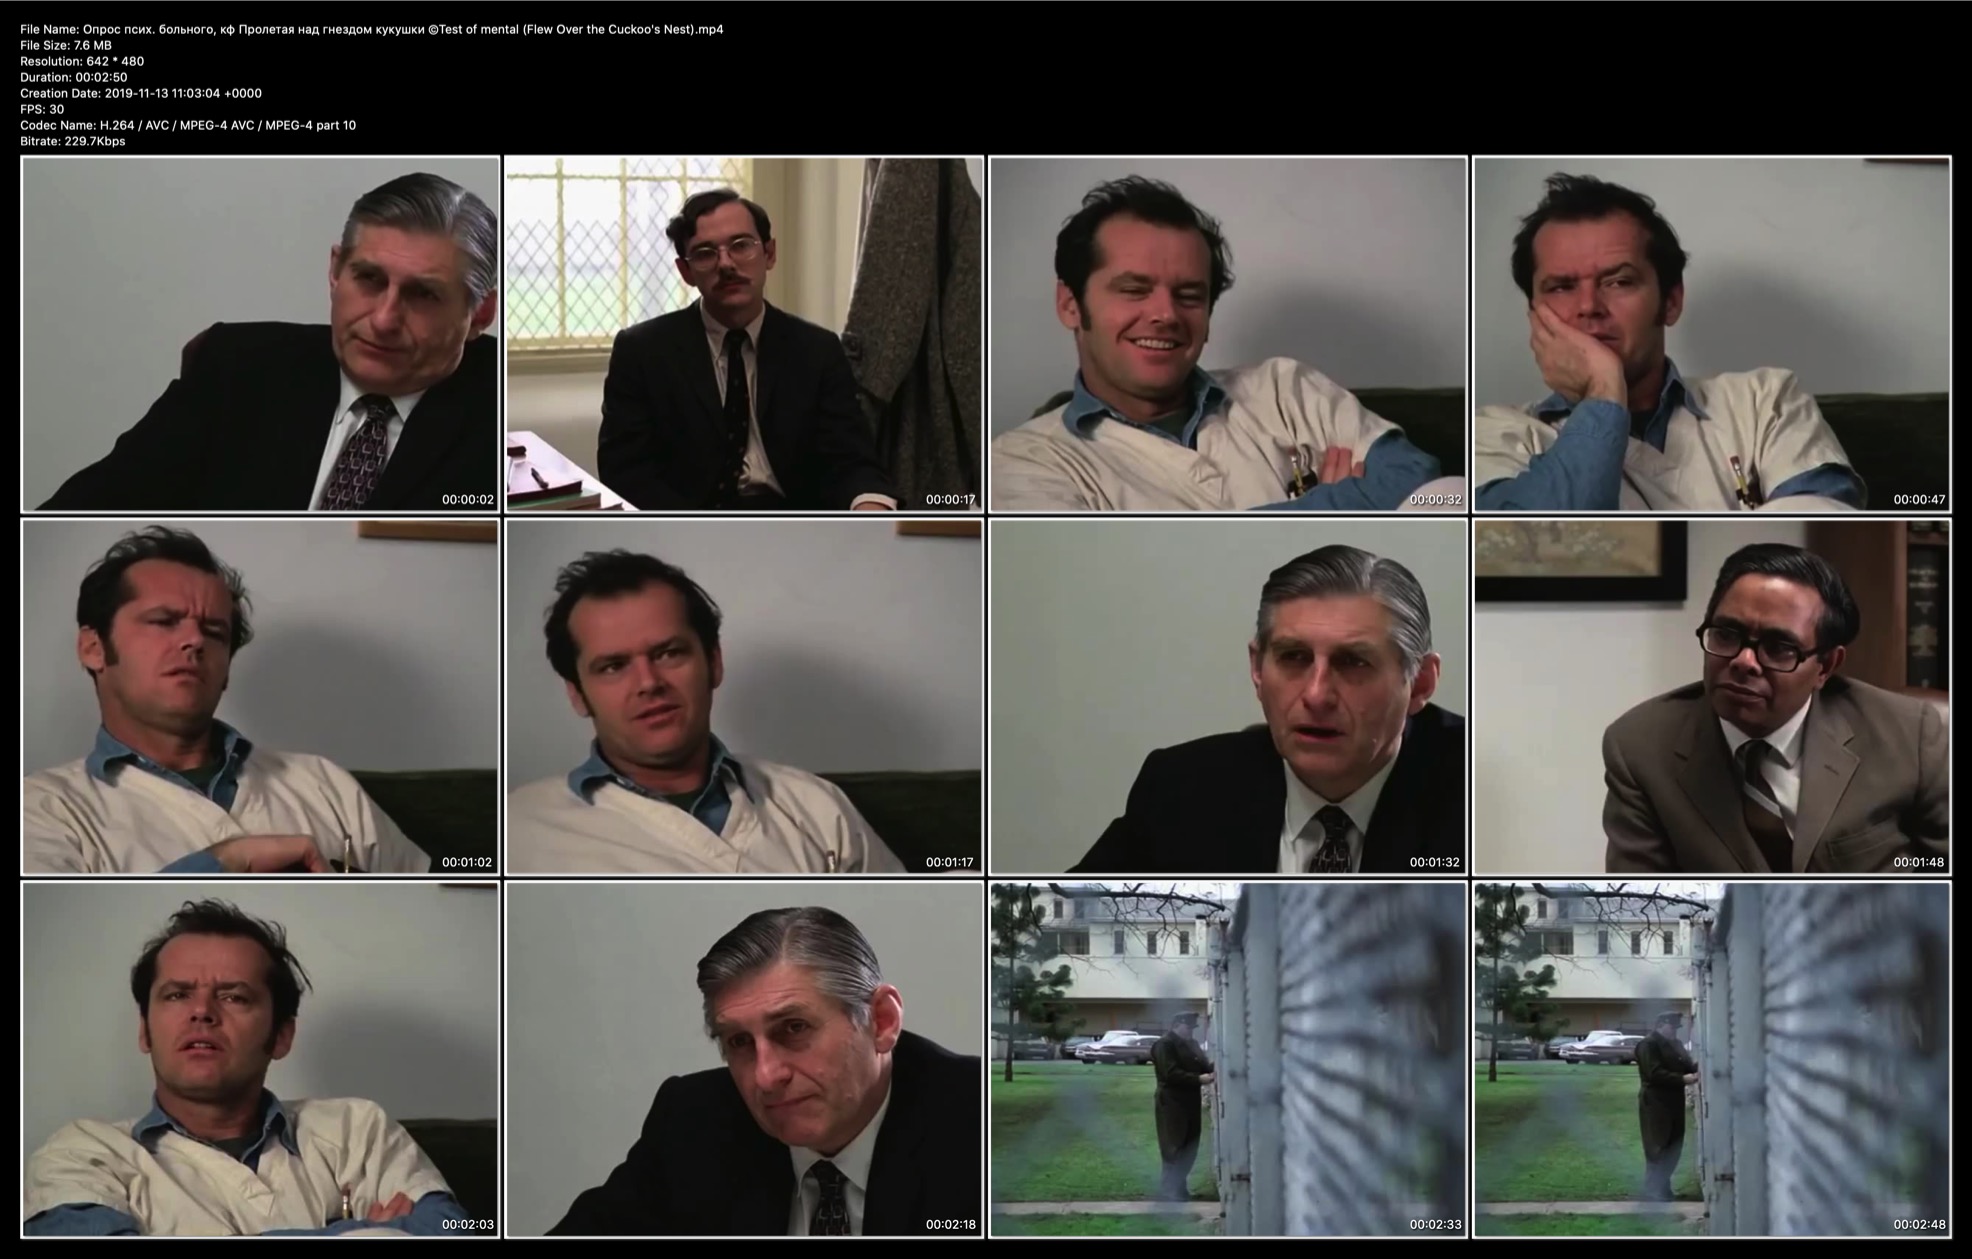 File Name: Опрос псих. больного, кф Пролетая над гнездом кукушки ©Test of mental (Flew Over the Cuckoo's Nest).mp4
File Size: 7.6 MB
Resolution: 642 * 480
Duration: 00:02:50
Creation Date: 2019-11-13 11:03:04 +0000
FPS: 30
Codec Name: H.264 / AVC / MPEG-4 AVC / MPEG-4 part 10
Bitrate: 229.7Kbps
00:00:02
00:00:17
00:00:32
00:00:47
00:01:02
00:01:17
00:01:32
00:01:48
00:02:03
00:02:18
00:02:33
00:02:48